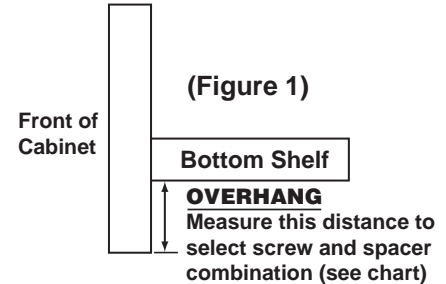 (Figure 1)
Front of
Cabinet
Bottom Shelf
OVERHANG
Measure this distance to
select screw and spacer
combination (see chart)